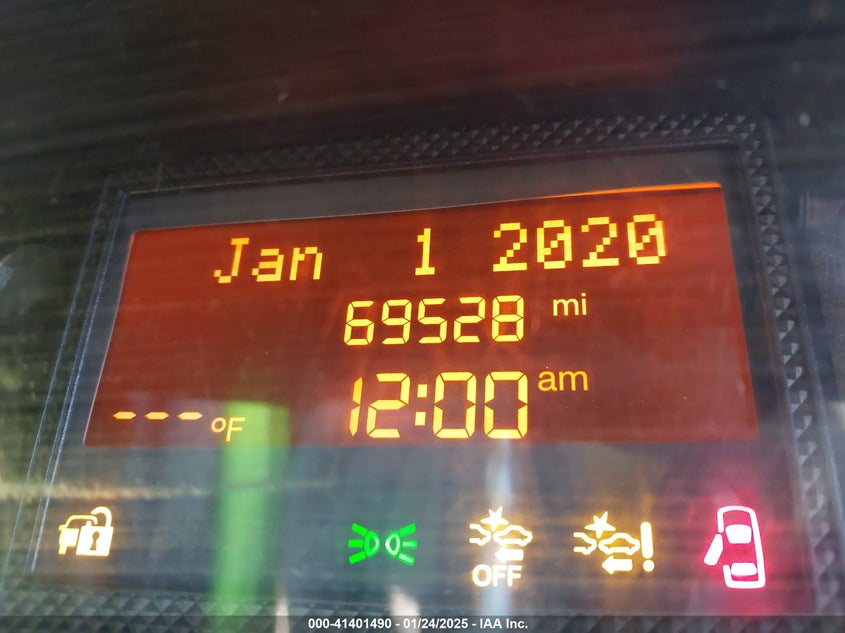 Jan 1 2020
69528 mi
12:00 am
--- °F
OFF
000-41401490 - 01/24/2025 - IAA Inc.